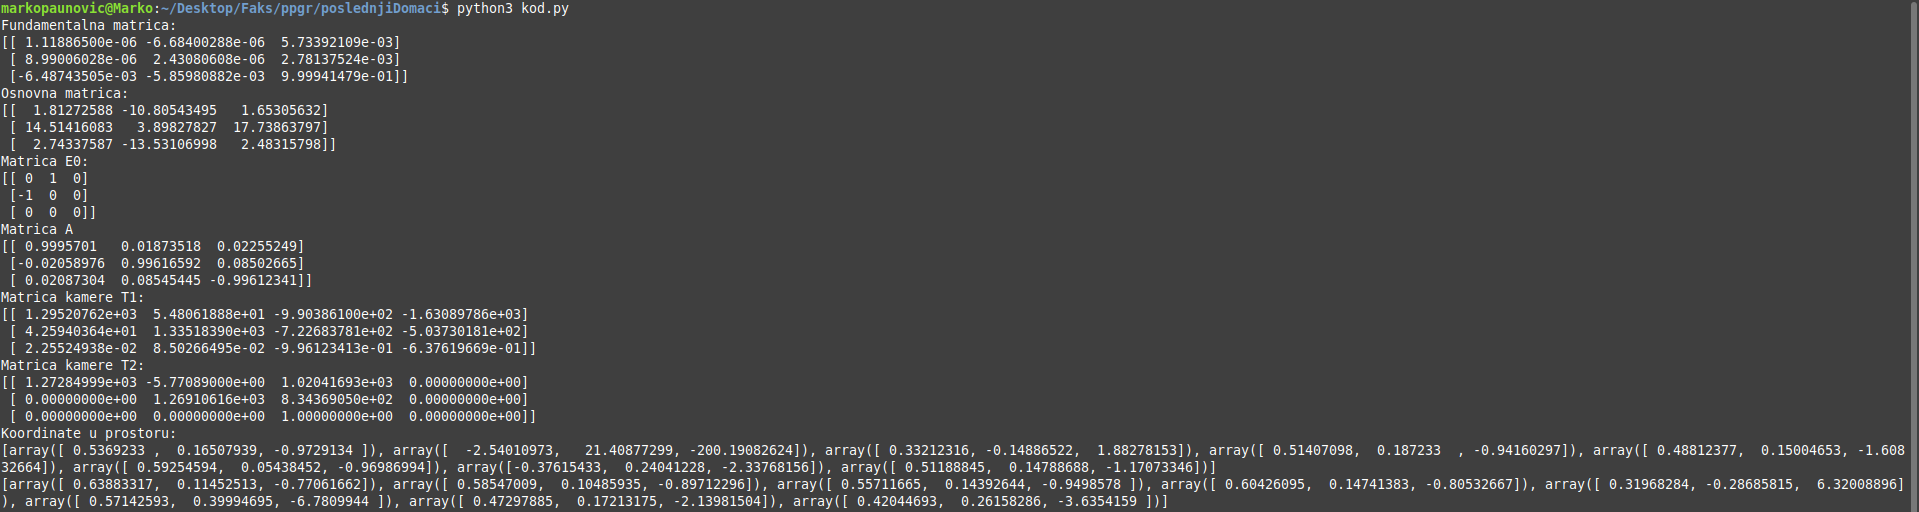 markopaunovic@Marko:~/Desktop/Faks/ppgr/poslednjiDomaci$ python3 kod.py
Fundamentalna matrica:
[[ 1.11886500e-06 -6.68400288e-06  5.73392109e-03]
 [ 8.99006028e-06  2.43080608e-06  2.78137524e-03]
 [-6.48743505e-03 -5.85980882e-03  9.99941479e-01]]
Osnovna matrica:
[[  1.81272588 -10.80543495   1.65305632]
 [ 14.51416083   3.89827827  17.73863797]
 [  2.74337587 -13.53106998   2.48315798]]
Matrica E0:
[[ 0  1  0]
 [-1  0  0]
 [ 0  0  0]]
Matrica A
[[ 0.9995701   0.01873518  0.02255249]
 [-0.02058976  0.99616592  0.08502665]
 [ 0.02087304  0.08545445 -0.99612341]]
Matrica kamere T1:
[[ 1.29520762e+03  5.48061888e+01 -9.90386100e+02 -1.63089786e+03]
 [ 4.25940364e+01  1.33518390e+03 -7.22683781e+02 -5.03730181e+02]
 [ 2.25524938e-02  8.50266495e-02 -9.96123413e-01 -6.37619669e-01]]
Matrica kamere T2:
[[ 1.27284999e+03 -5.77089000e+00  1.02041693e+03  0.00000000e+00]
 [ 0.00000000e+00  1.26910616e+03  8.34369050e+02  0.00000000e+00]
 [ 0.00000000e+00  0.00000000e+00  1.00000000e+00  0.00000000e+00]]
Koordinate u prostoru:
[array([ 0.5369233 ,  0.16507939, -0.9729134 ]), array([  -2.54010973,   21.40877299, -200.19082624]), array([ 0.33212316, -0.14886522,  1.88278153]), array([ 0.51407098,  0.187233  , -0.94160297]), array([ 0.48812377,  0.15004653, -1.608
32664]), array([ 0.59254594,  0.05438452, -0.96986994]), array([-0.37615433,  0.24041228, -2.33768156]), array([ 0.51188845,  0.14788688, -1.17073346])]
[array([ 0.63883317,  0.11452513, -0.77061662]), array([ 0.58547009,  0.10485935, -0.89712296]), array([ 0.55711665,  0.14392644, -0.9498578 ]), array([ 0.60426095,  0.14741383, -0.80532667]), array([ 0.31968284, -0.28685815,  6.32008896]
), array([ 0.57142593,  0.39994695, -6.7809944 ]), array([ 0.47297885,  0.17213175, -2.13981504]), array([ 0.42044693,  0.26158286, -3.6354159 ])]